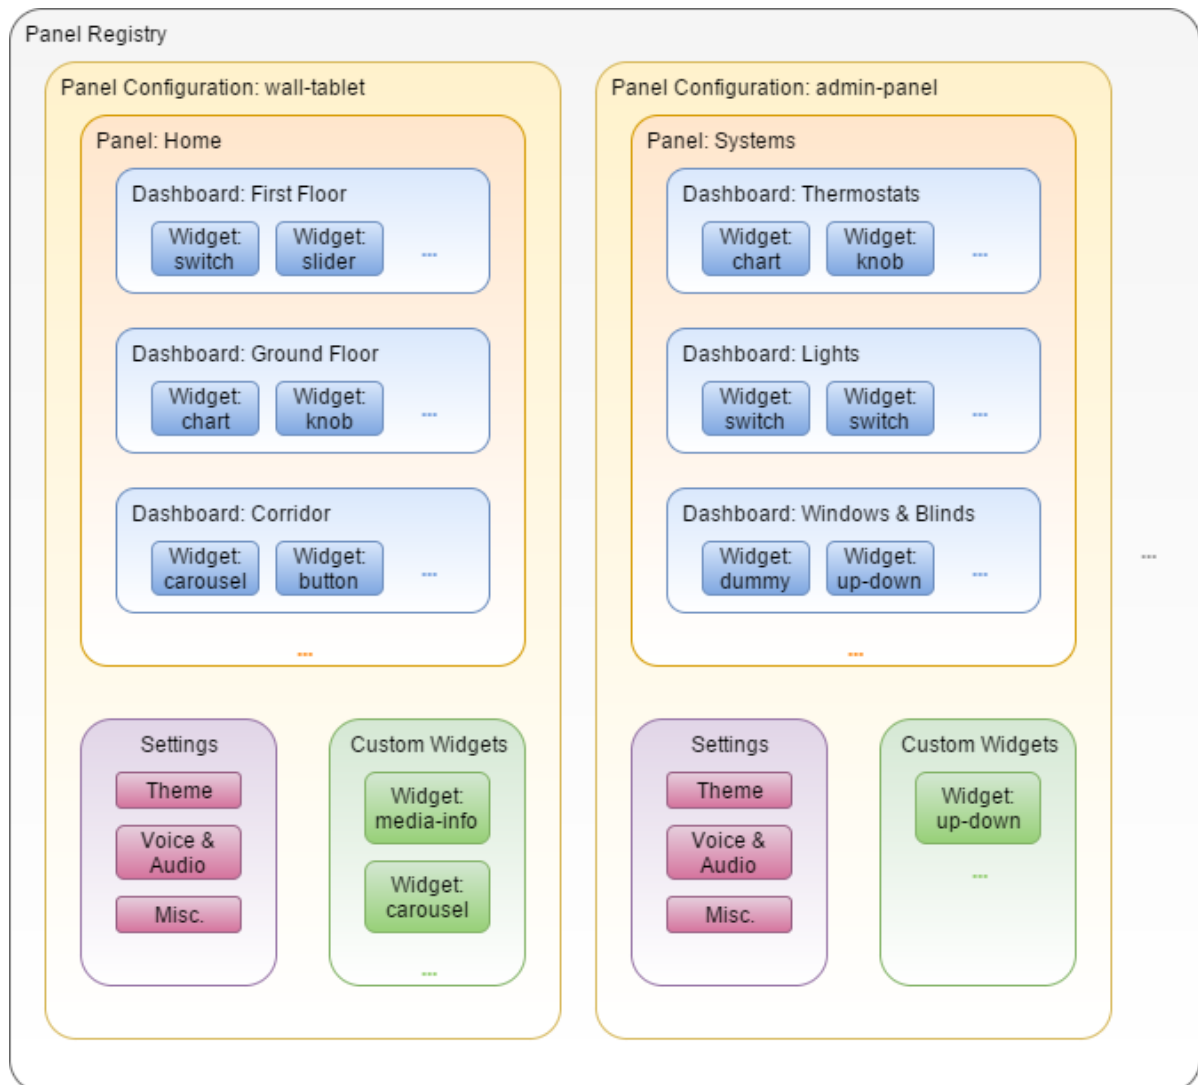 Panel Registry
Panel Configuration: wall-tablet
Panel: Home
Dashboard: First Floor
Widget:
switch
Widget:
slider
...
Dashboard: Ground Floor
Widget:
chart
Widget:
knob
...
Dashboard: Corridor
Widget:
carousel
Widget:
button
...
...
Settings
Theme
Voice &
Audio
Misc.
Custom Widgets
Widget:
media-info
Widget:
carousel
...
Panel Configuration: admin-panel
Panel: Systems
Dashboard: Thermostats
Widget:
chart
Widget:
knob
...
Dashboard: Lights
Widget:
switch
Widget:
switch
...
Dashboard: Windows & Blinds
Widget:
dummy
Widget:
up-down
...
...
Settings
Theme
Voice &
Audio
Misc.
Custom Widgets
Widget:
up-down
...
...